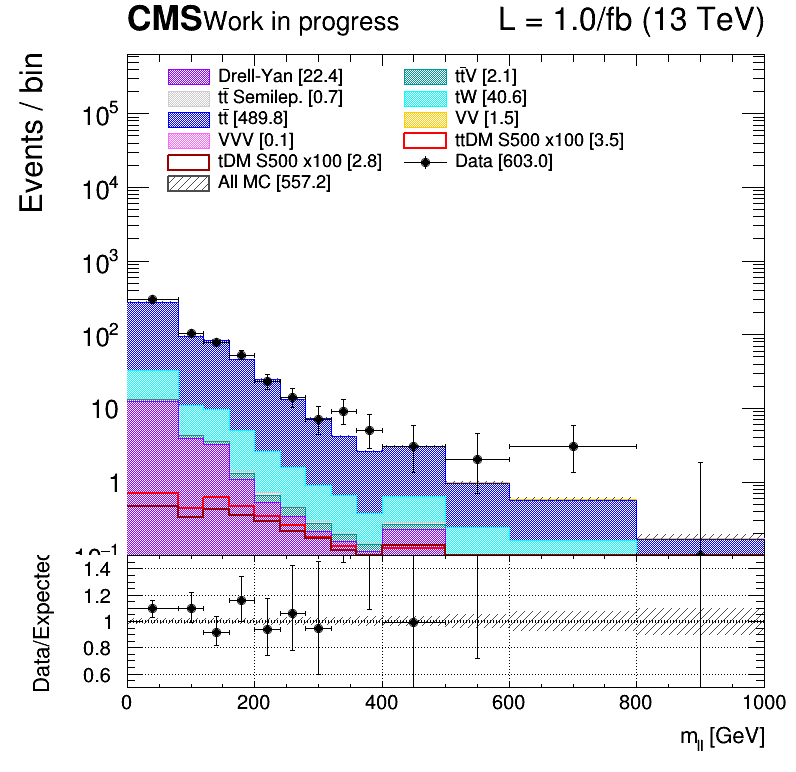 CMS Work in progress L = 1.0/fb (13 TeV)
Events / bin
Drell-Yan [22.4] tt̄V [2.1]
tt̄ Semilep. [0.7] tW [40.6]
tt̄ [489.8] VV [1.5]
VVV [0.1] ttDM S500 x100 [3.5]
tDM S500 x100 [2.8] Data [603.0]
All MC [557.2]
10⁵
10⁴
10³
10²
10
1
10⁻¹
Data/Expected
1.4
1.2
1
0.8
0.6
0 200 400 600 800 1000
m_ll [GeV]